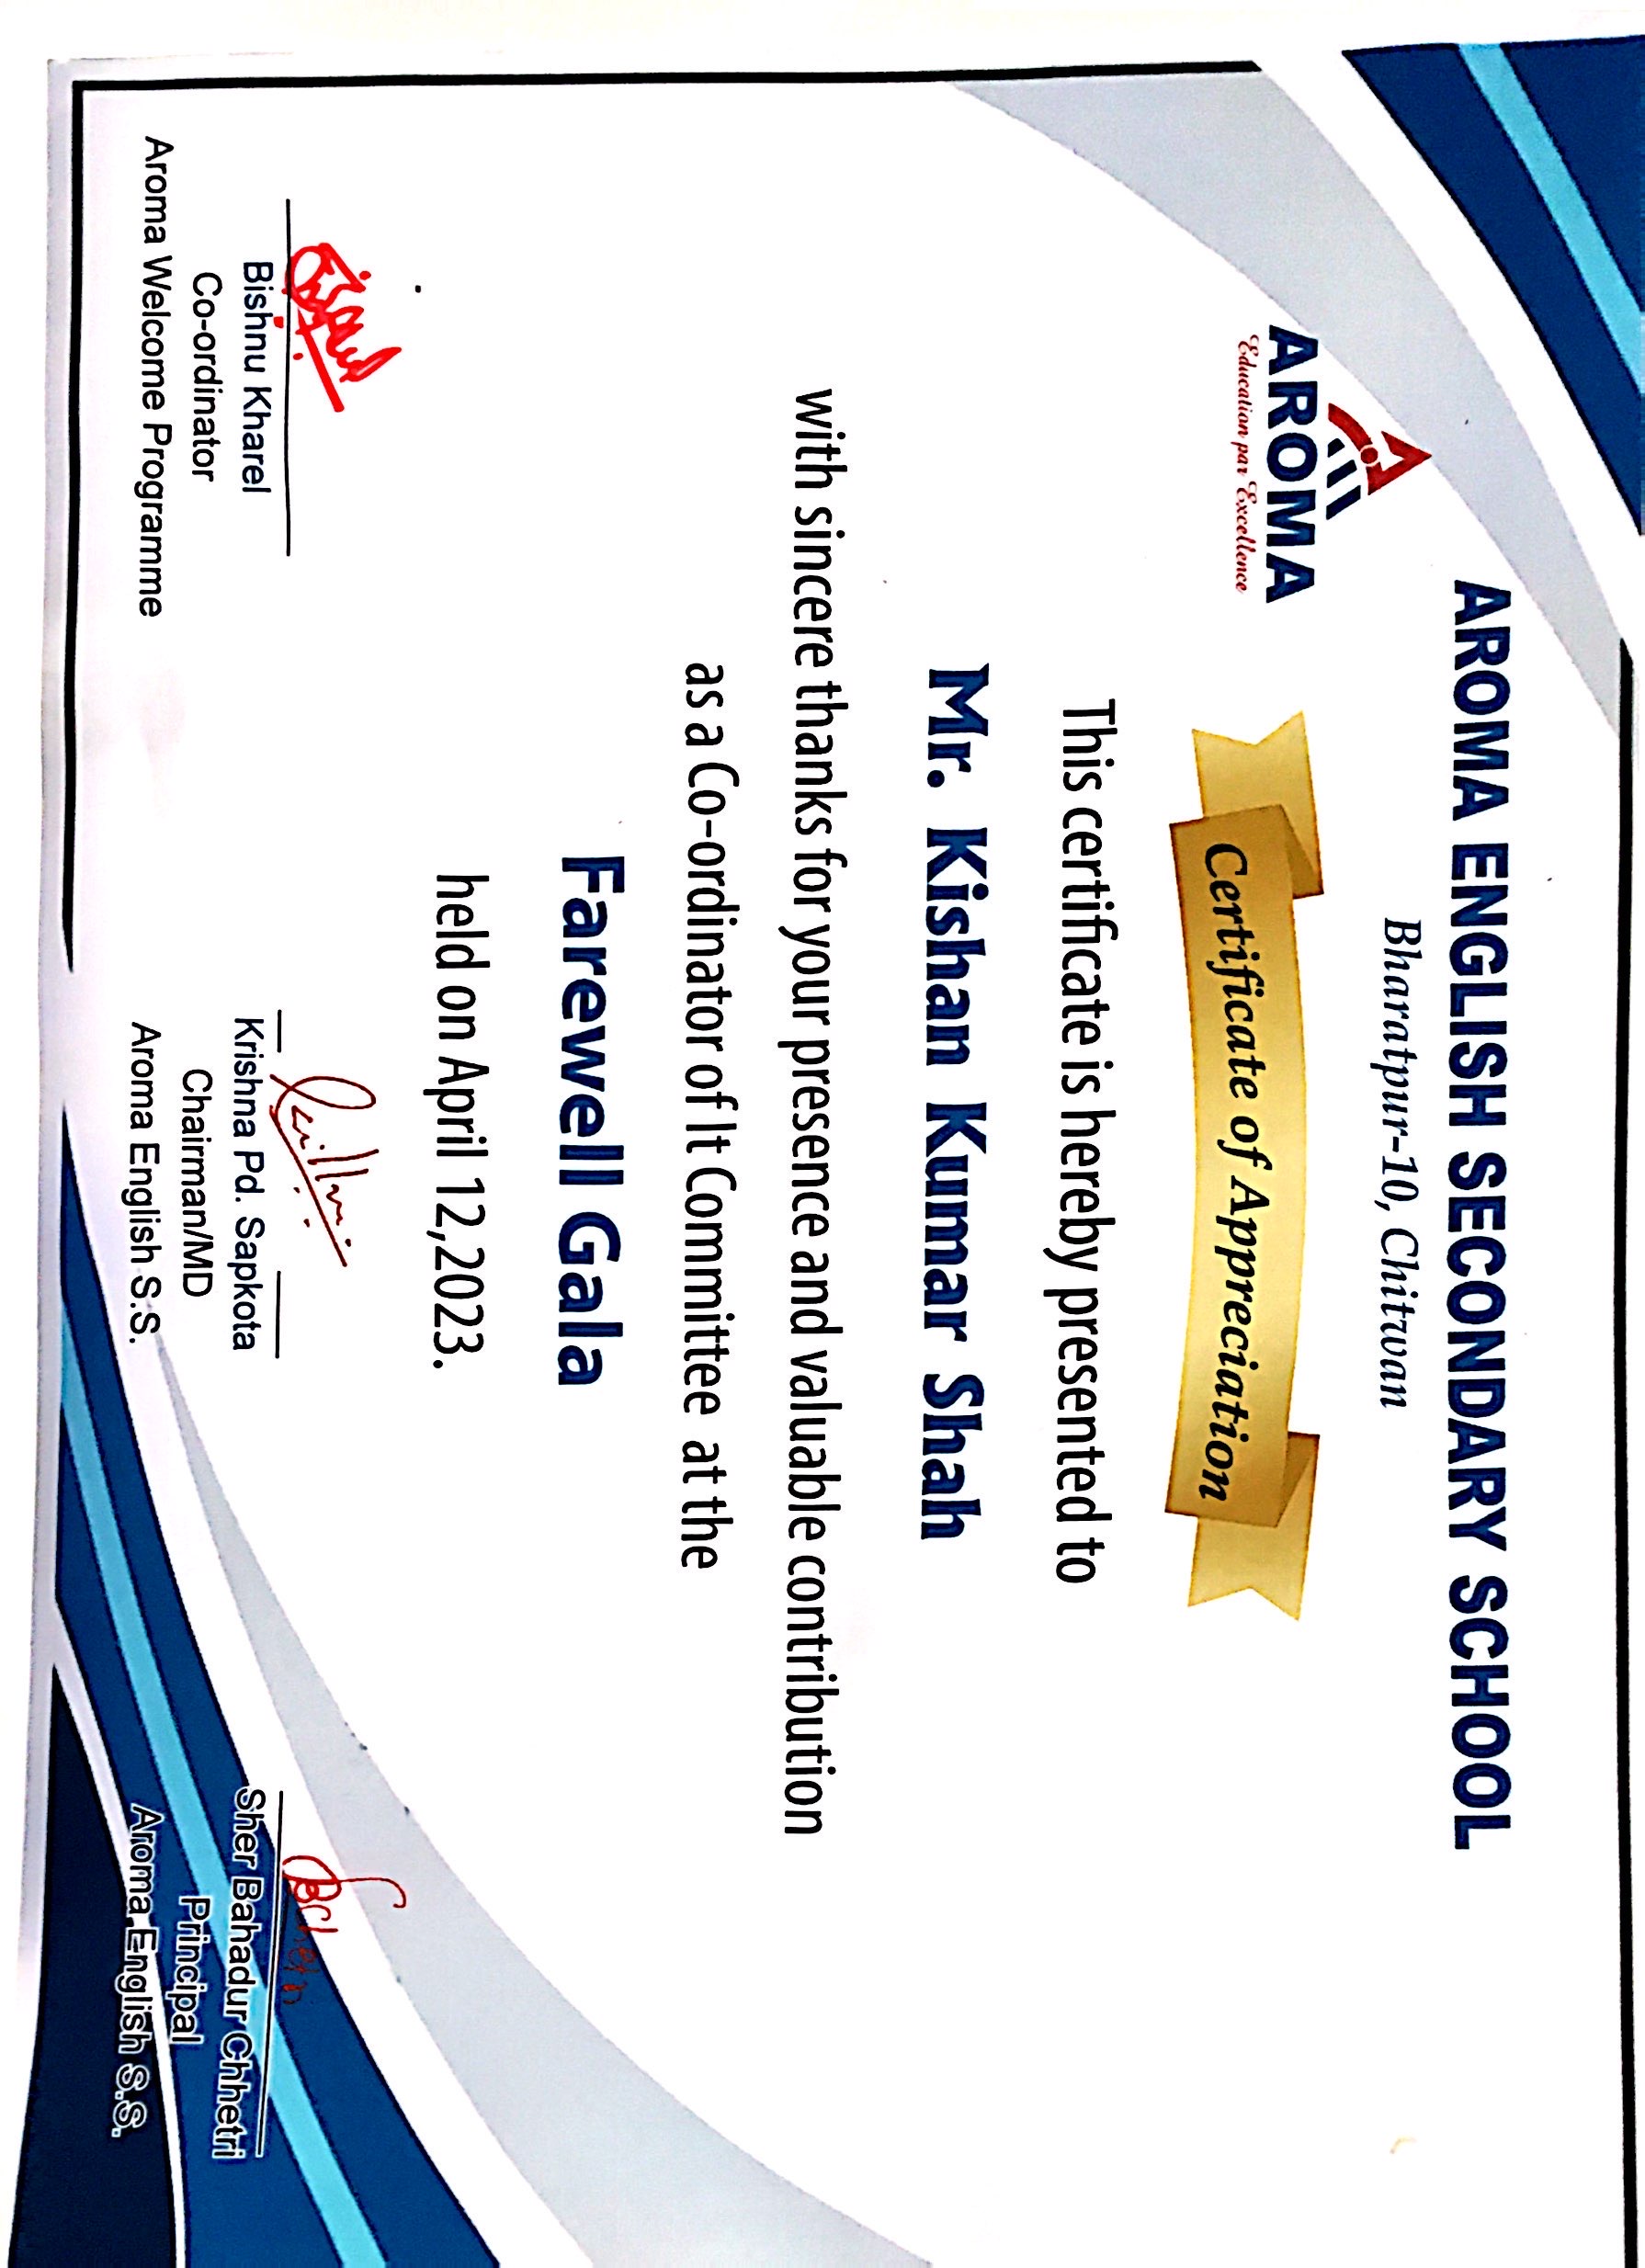 AROMA ENGLISH SECONDARY SCHOOL
Bharatpur-10, Chitwan
AROMA
Education par Excellence
Certificate of Appreciation
This certificate is hereby presented to
Mr. Kishan Kumar Shah
with sincere thanks for your presence and valuable contribution
as a Co-ordinator of It Committee at the
Farewell Gala
held on April 12,2023.
Bishnu Kharel
Co-ordinator
Aroma Welcome Programme
Krishna Pd. Sapkota
Chairman/MD
Aroma English S.S.
Sher Bahadur Chhetri
Principal
Aroma English S.S.